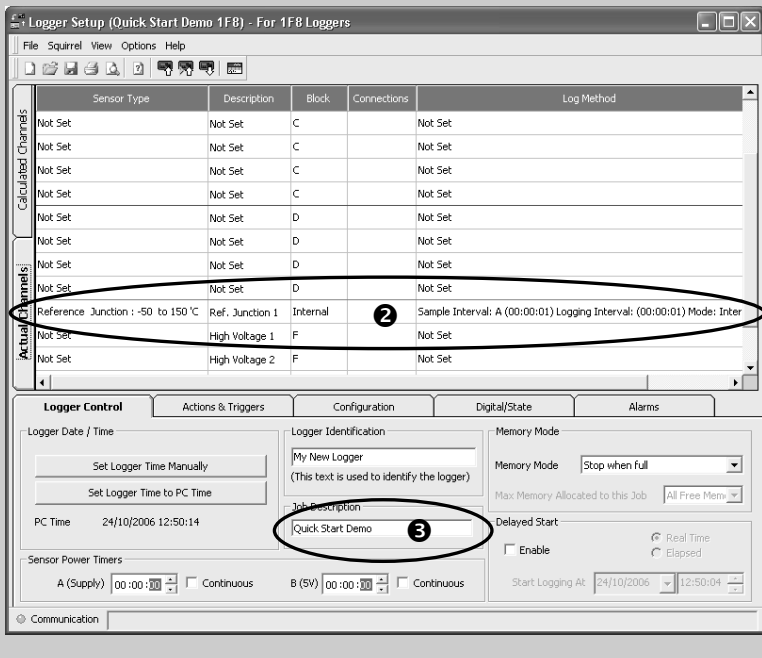 Logger Setup (Quick Start Demo 1F8) - For 1F8 Loggers
File Squirrel View Options Help
Sensor Type Description Block Connections Log Method
Not Set Not Set C Not Set
Not Set Not Set C Not Set
Not Set Not Set C Not Set
Not Set Not Set C Not Set
Not Set Not Set D Not Set
Not Set Not Set D Not Set
Not Set Not Set D Not Set
Not Set Not Set D Not Set
Reference Junction : -50 to 150 'C Ref. Junction 1 Internal ❷ Sample Interval: A (00:00:01) Logging Interval: (00:00:01) Mode: Inter
Not Set High Voltage 1 F Not Set
Not Set High Voltage 2 F Not Set
Calculated Channels
Actual Channels
Logger Control Actions & Triggers Configuration Digital/State Alarms
Logger Date / Time
Set Logger Time Manually
Set Logger Time to PC Time
PC Time 24/10/2006 12:50:14
Logger Identification
My New Logger
(This text is used to identify the logger)
Job Description
Quick Start Demo ❸
Memory Mode
Memory Mode Stop when full
Max Memory Allocated to this Job All Free Mem
Delayed Start
Enable
Real Time
Elapsed
Start Logging At 24/10/2006 12:50:04
Sensor Power Timers
A (Supply) 00:00:00 Continuous B (5V) 00:00:00 Continuous
Communication